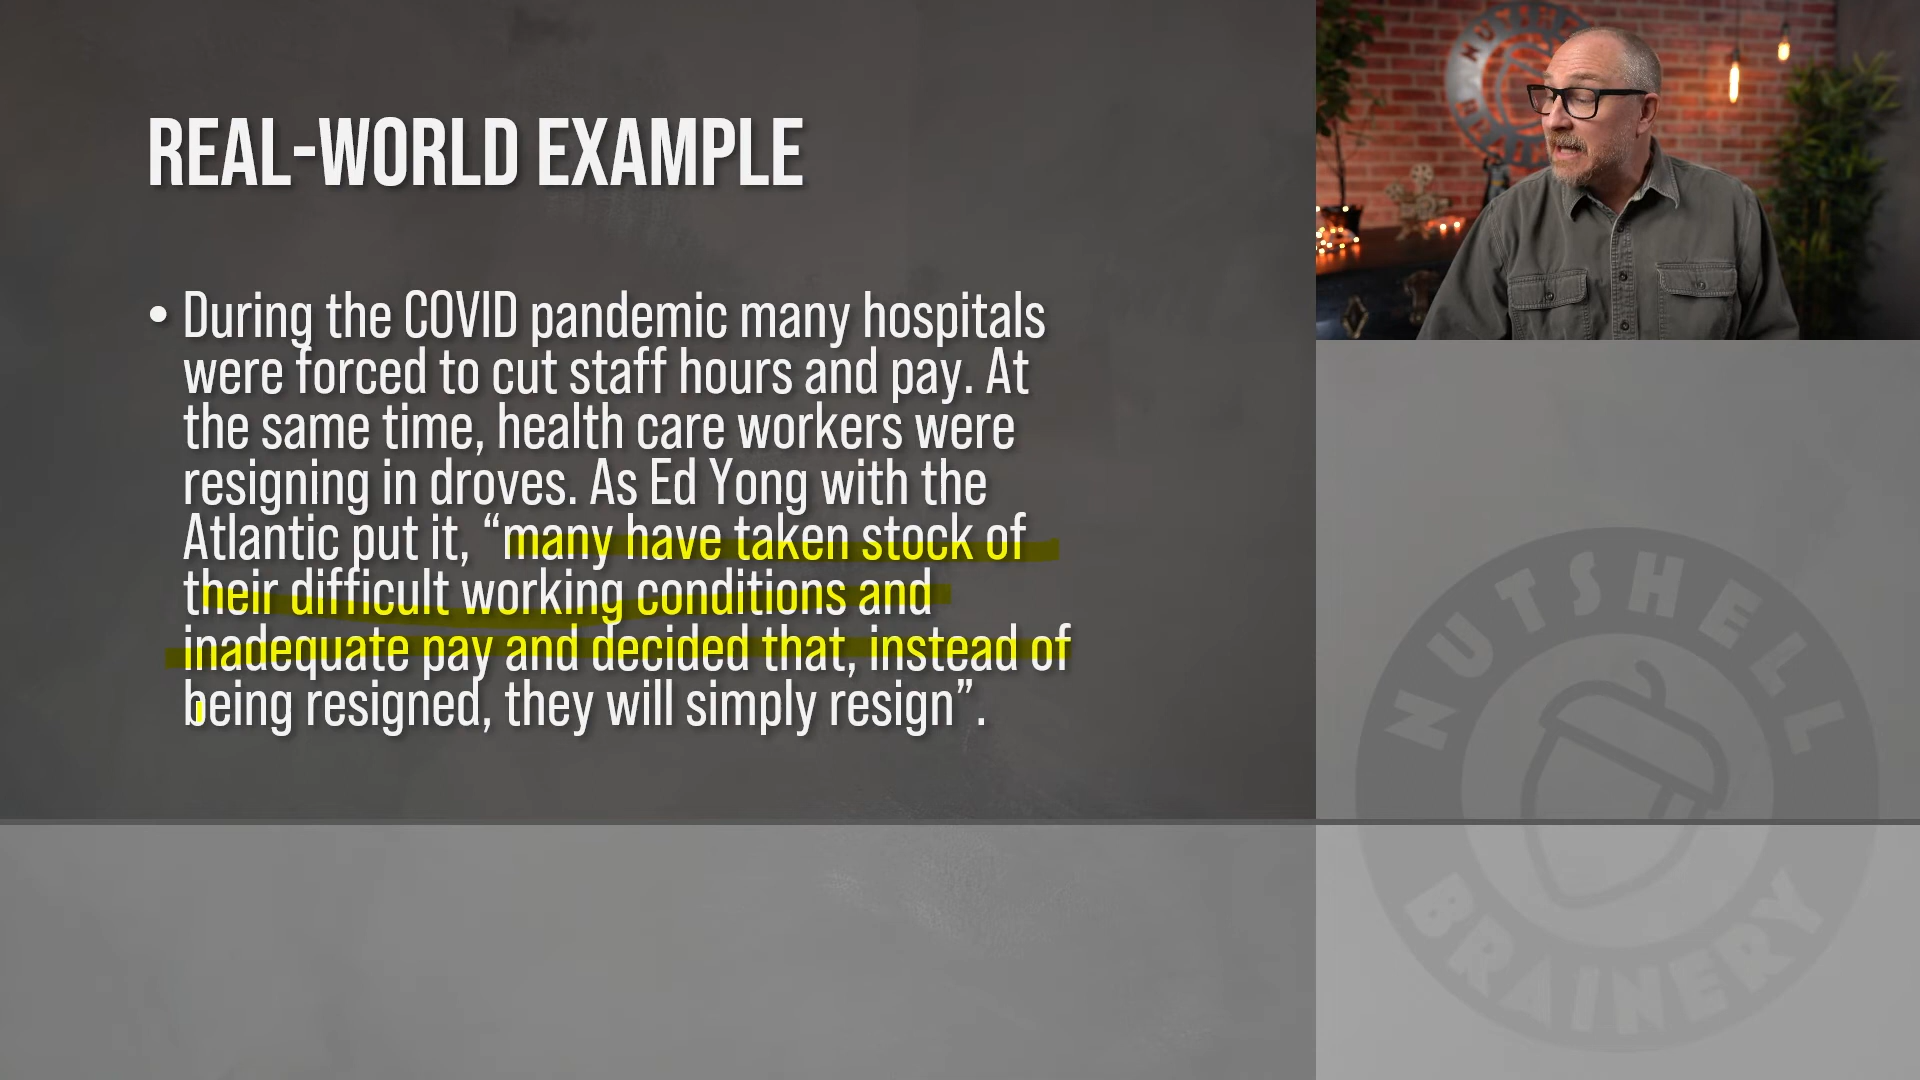 REAL-WORLD EXAMPLE
• During the COVID pandemic many hospitals
were forced to cut staff hours and pay. At
the same time, health care workers were
resigning in droves. As Ed Yong with the
Atlantic put it, “many have taken stock of
their difficult working conditions and
inadequate pay and decided that, instead of
being resigned, they will simply resign”.
NUTSHELL
BRAINERY